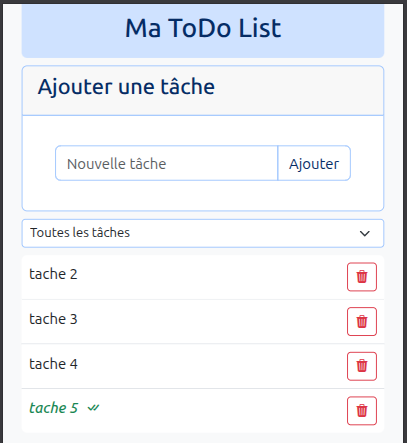 Ma ToDo List
Ajouter une tâche
Nouvelle tâche
Ajouter
Toutes les tâches
tache 2
tache 3
tache 4
tache 5